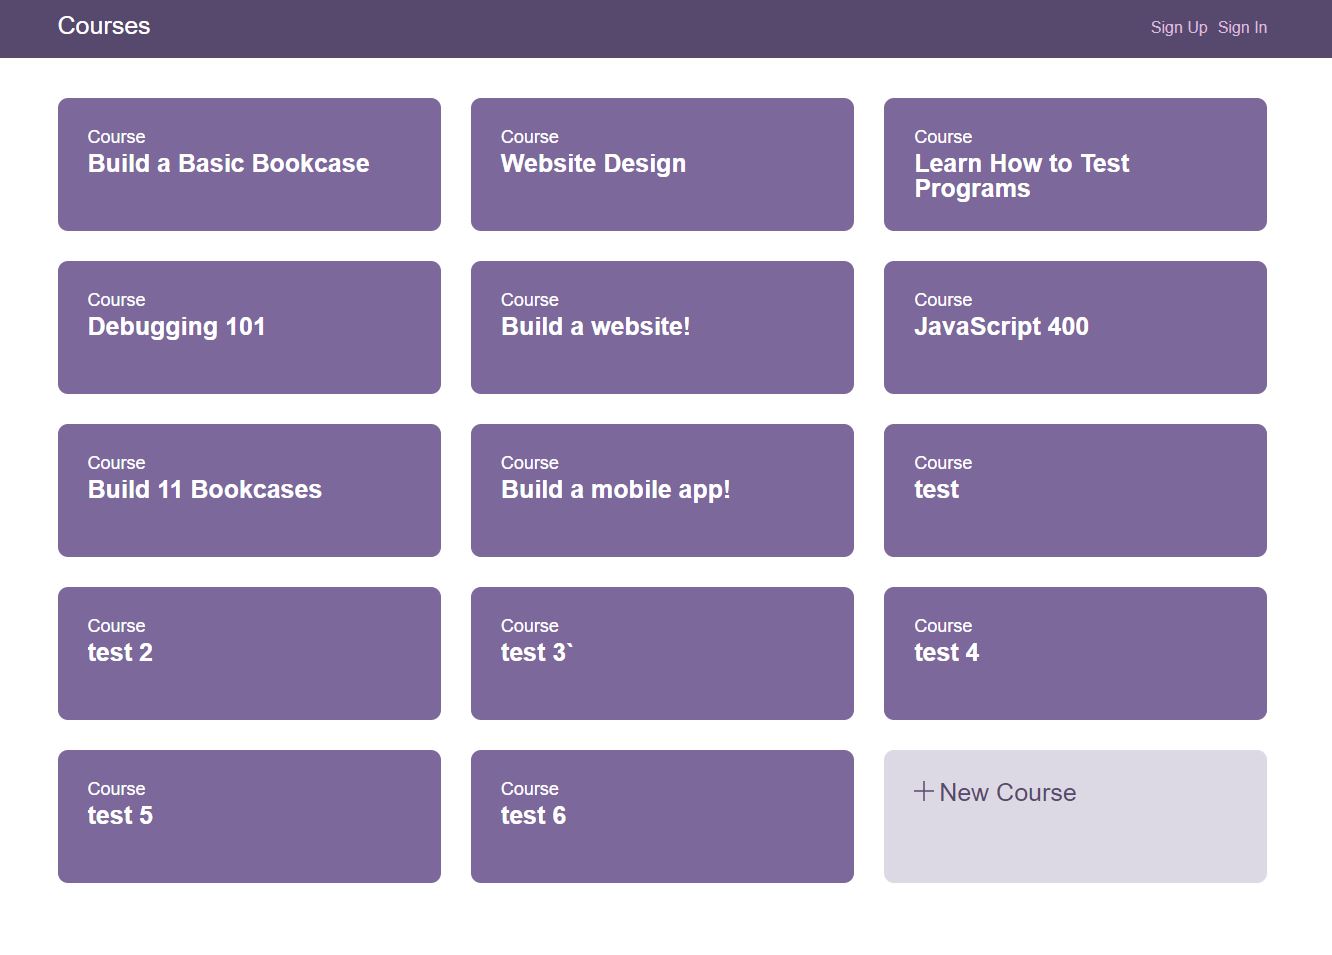 Courses
Sign Up Sign In
Course
Build a Basic Bookcase
Course
Website Design
Course
Learn How to Test
Programs
Course
Debugging 101
Course
Build a website!
Course
JavaScript 400
Course
Build 11 Bookcases
Course
Build a mobile app!
Course
test
Course
test 2
Course
test 3`
Course
test 4
Course
test 5
Course
test 6
New Course